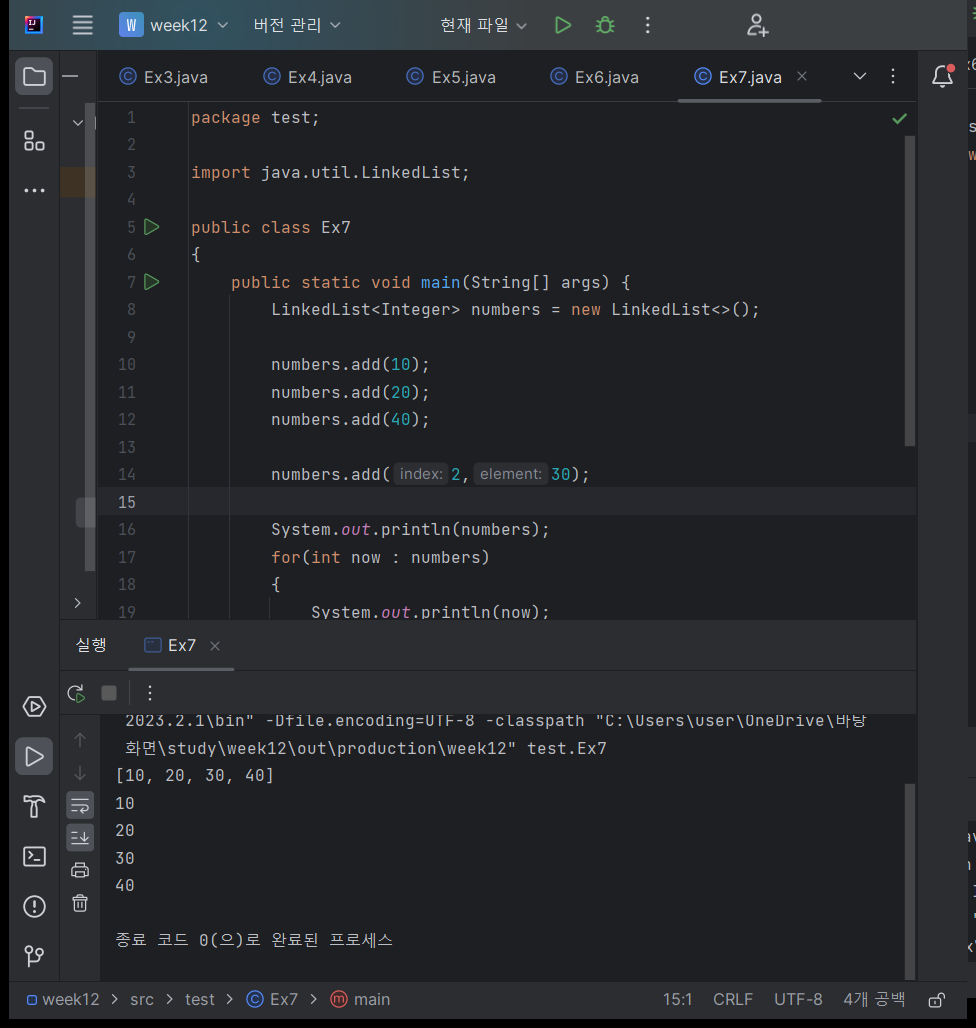 W week12 버전 관리 현재 파일
Ex3.java Ex4.java Ex5.java Ex6.java Ex7.java
1 package test;
2
3 import java.util.LinkedList;
4
5 public class Ex7
6 {
7 public static void main(String[] args) {
8 LinkedList<Integer> numbers = new LinkedList<>();
9
10 numbers.add(10);
11 numbers.add(20);
12 numbers.add(40);
13
14 numbers.add( index: 2, element: 30);
15
16 System.out.println(numbers);
17 for(int now : numbers)
18 {
19 System.out.println(now);
실행 Ex7
2023.2.1\bin" -Dfile.encoding=UTF-8 -classpath "C:\Users\user\OneDrive\바탕
화면\study\week12\out\production\week12" test.Ex7
[10, 20, 30, 40]
10
20
30
40
종료 코드 0(으)로 완료된 프로세스
week12 > src > test > Ex7 > main 15:1 CRLF UTF-8 4개 공백